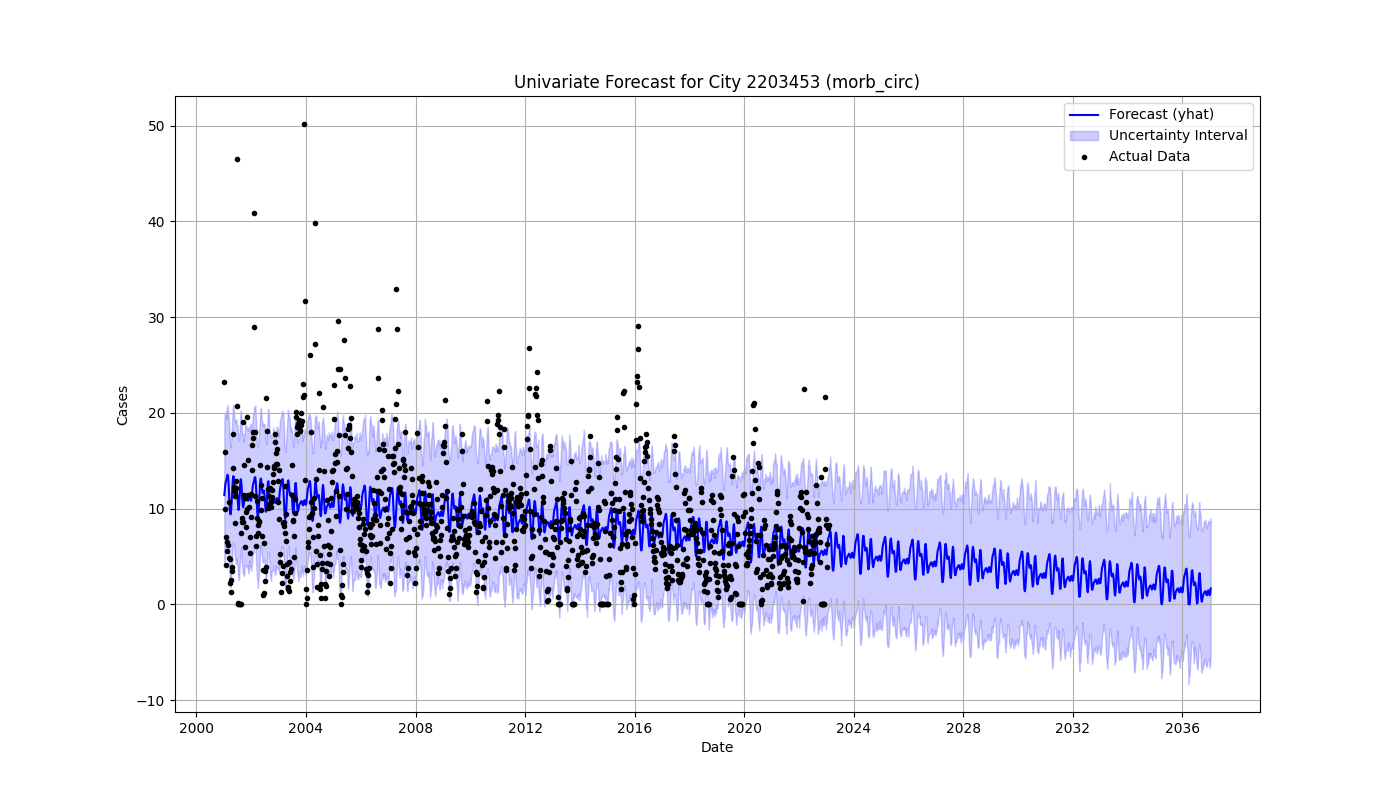 Univariate Forecast for City 2203453 (morb_circ)
Forecast (yhat)
Uncertainty Interval
Actual Data
50
40
30
20
10
0
−10
Cases
2000 2004 2008 2012 2016 2020 2024 2028 2032 2036
Date